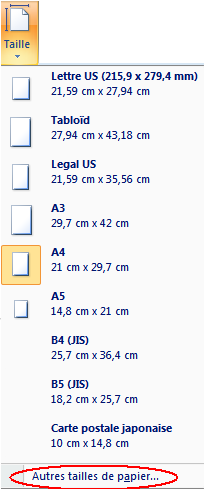 Taille
Lettre US (215,9 x 279,4 mm)
21,59 cm x 27,94 cm
Tabloïd
27,94 cm x 43,18 cm
Legal US
21,59 cm x 35,56 cm
A3
29,7 cm x 42 cm
A4
21 cm x 29,7 cm
A5
14,8 cm x 21 cm
B4 (JIS)
25,7 cm x 36,4 cm
B5 (JIS)
18,2 cm x 25,7 cm
Carte postale japonaise
10 cm x 14,8 cm
Autres tailles de papier...